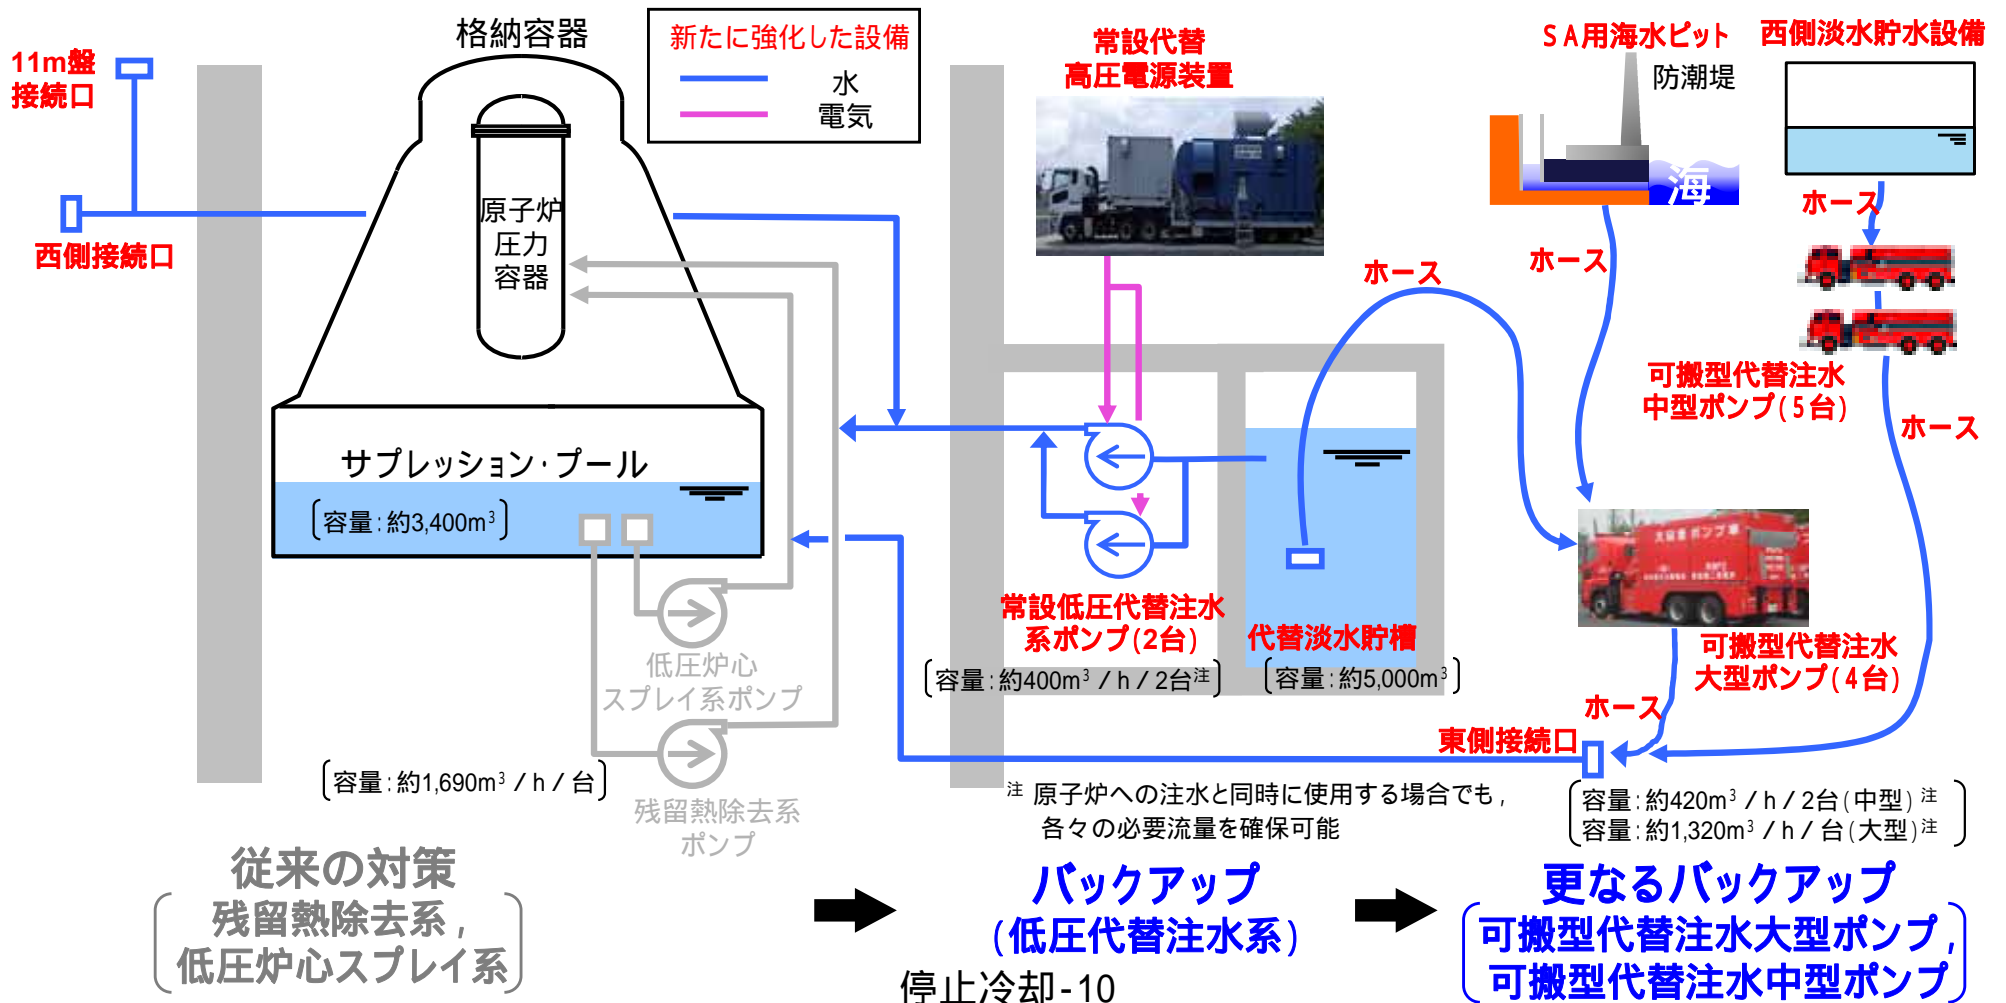 格納容器
新たに強化した設備
水
電気
11m盤
接続口
西側接続口
原子炉
圧力
容器
サプレッション・プール
容量：約3,400m³
低圧炉心
スプレイ系ポンプ
容量：約1,690m³／h／台
残留熱除去系
ポンプ
常設代替
高圧電源装置
常設低圧代替注水
系ポンプ(2台)
容量：約400m³／h／2台注
代替淡水貯槽
容量：約5,000m³
ＳＡ用海水ピット
防潮堤
海
西側淡水貯水設備
ホース
ホース
ホース
可搬型代替注水
中型ポンプ(5台)
ホース
大容量ポンプ車
可搬型代替注水
大型ポンプ(4台)
ホース
東側接続口
注 原子炉への注水と同時に使用する場合でも，
各々の必要流量を確保可能
容量：約420m³／h／2台(中型)注
容量：約1,320m³／h／台(大型)注
従来の対策
残留熱除去系，
低圧炉心スプレイ系
バックアップ
(低圧代替注水系)
更なるバックアップ
可搬型代替注水大型ポンプ，
可搬型代替注水中型ポンプ
停止冷却-10